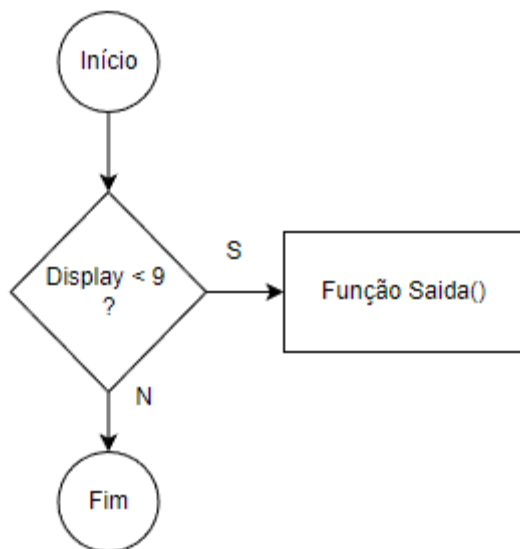 Início
Display < 9
?
S
Função Saida()
N
Fim